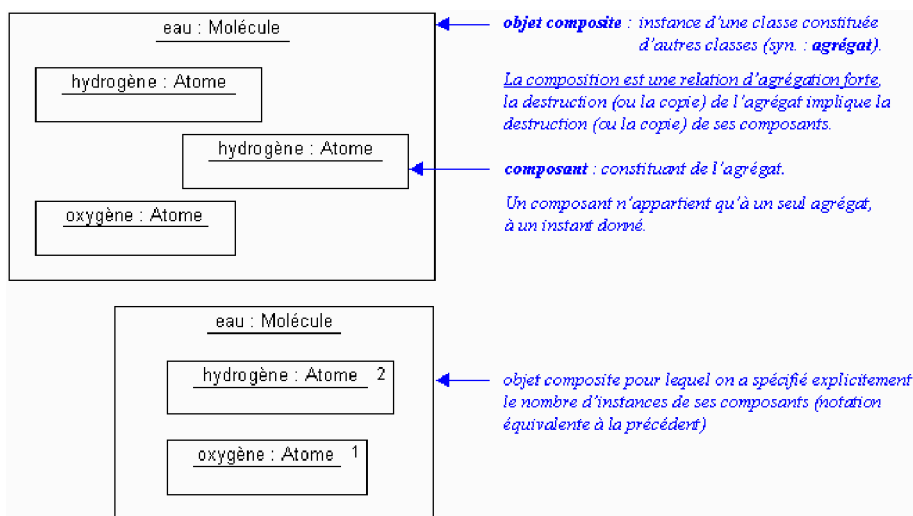 eau : Molécule
hydrogène : Atome
hydrogène : Atome
oxygène : Atome
objet composite : instance d'une classe constituée
d'autres classes (syn. : agrégat).
La composition est une relation d'agrégation forte,
la destruction (ou la copie) de l'agrégat implique la
destruction (ou la copie) de ses composants.
composant : constituant de l'agrégat.
Un composant n'appartient qu'à un seul agrégat,
à un instant donné.
eau : Molécule
hydrogène : Atome 2
oxygène : Atome 1
objet composite pour lequel on a spécifié explicitement
le nombre d'instances de ses composants (notation
équivalente à la précédent)